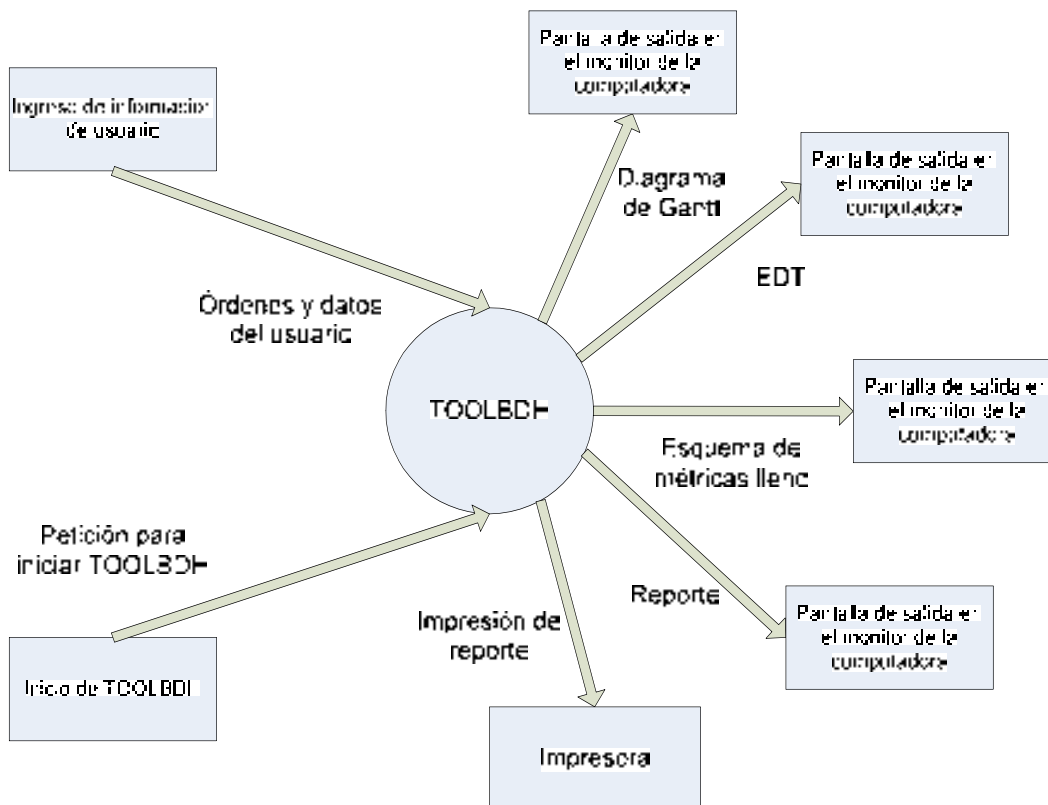 Pantalla de salida en
el monitor de la
computadora
Ingreso de informacion
de usuario
Pantalla de salida en
el monitor de la
computadora
Diagrama
de Gantt
EDT
Órdenes y datos
del usuario
TOOLBDH
Pantalla de salida en
el monitor de la
computadora
Esquema de
métricas lleno
Petición para
iniciar TOOLBDH
Reporte
Impresión de
reporte
Pantalla de salida en
el monitor de la
computadora
Inicio de TOOLBDH
Impresora